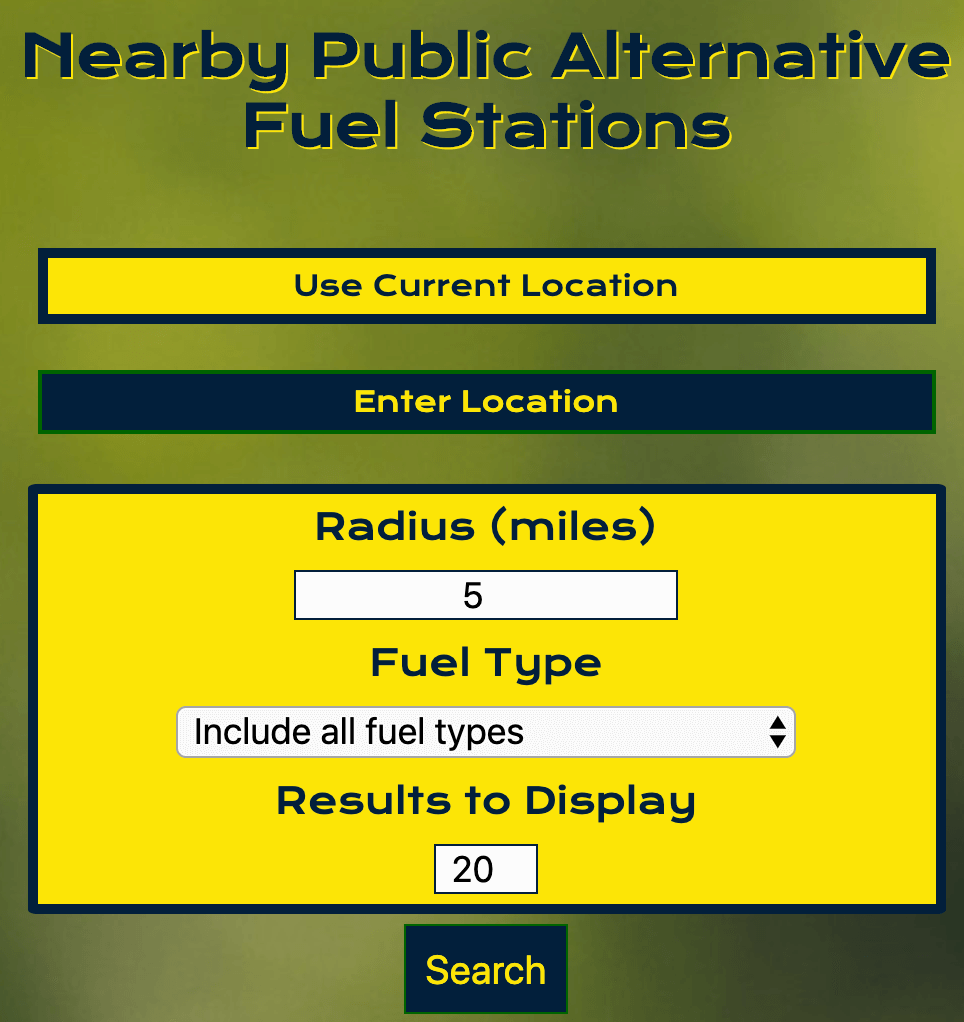 Nearby Public Alternative
Fuel Stations
Use Current Location
Enter Location
Radius (miles)
5
Fuel Type
Include all fuel types
Results to Display
20
Search